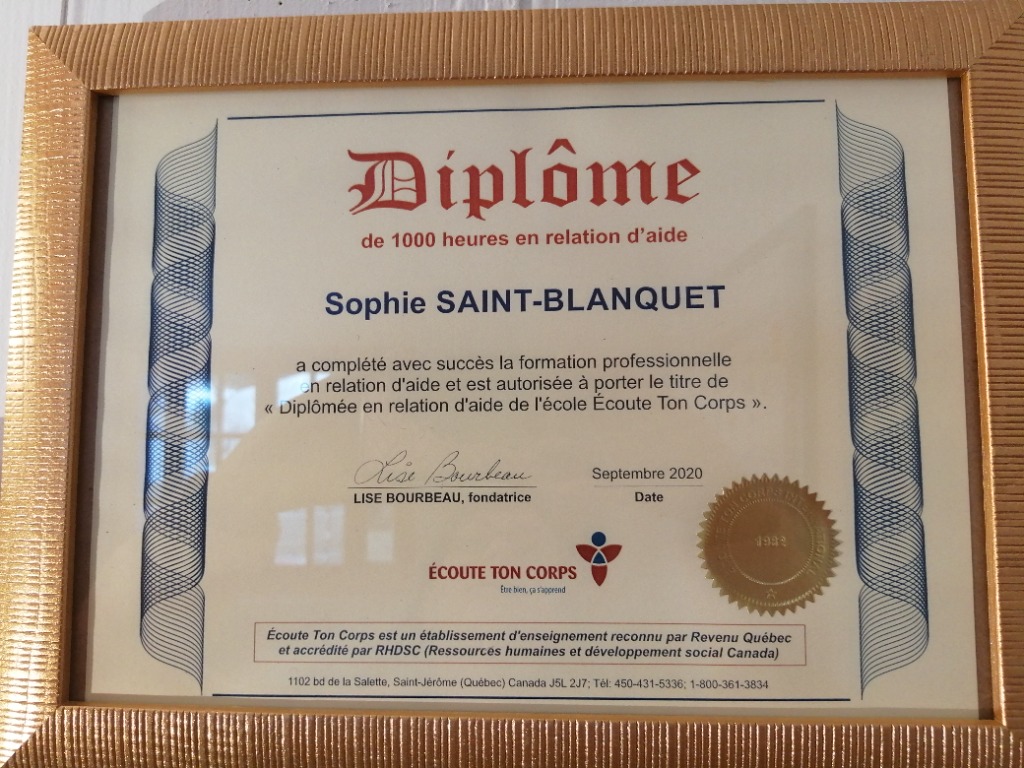 Diplôme
de 1000 heures en relation d'aide
Sophie SAINT-BLANQUET
a complété avec succès la formation professionnelle
en relation d'aide et est autorisée à porter le titre de
« Diplômée en relation d'aide de l'école Écoute Ton Corps ».
Lise Bourbeau
LISE BOURBEAU, fondatrice
Septembre 2020
Date
1982
ÉCOUTE TON CORPS
Être bien, ça s'apprend
Écoute Ton Corps est un établissement d'enseignement reconnu par Revenu Québec
et accrédité par RHDSC (Ressources humaines et développement social Canada)
1102 bd de la Salette, Saint-Jérôme (Québec) Canada J5L 2J7; Tél: 450-431-5336; 1-800-361-3834